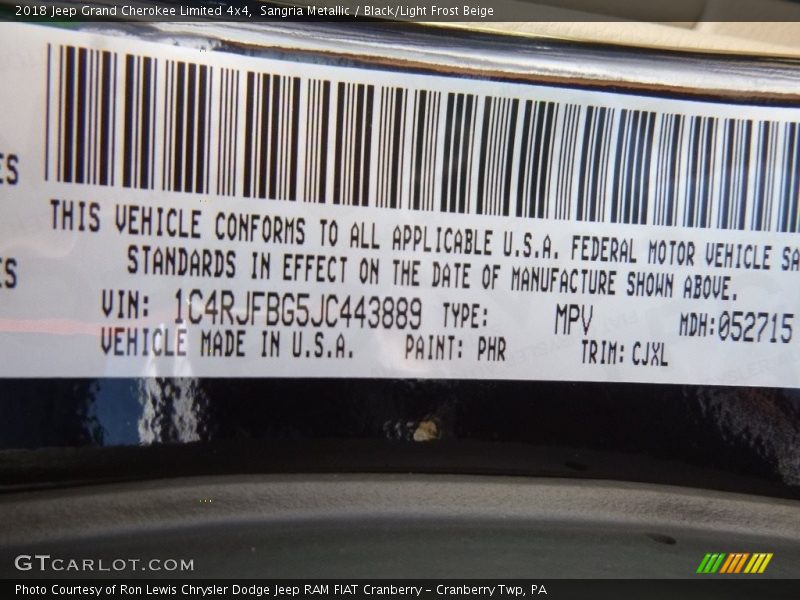 2018 Jeep Grand Cherokee Limited 4x4, Sangria Metallic / Black/Light Frost Beige
ES
THIS VEHICLE CONFORMS TO ALL APPLICABLE U.S.A. FEDERAL MOTOR VEHICLE SA
ES
STANDARDS IN EFFECT ON THE DATE OF MANUFACTURE SHOWN ABOVE.
VIN: 1C4RJFBG5JC443889 TYPE: MPV MDH:052715
VEHICLE MADE IN U.S.A. PAINT: PHR TRIM: CJXL
GTCARLOT.COM
Photo Courtesy of Ron Lewis Chrysler Dodge Jeep RAM FIAT Cranberry – Cranberry Twp, PA